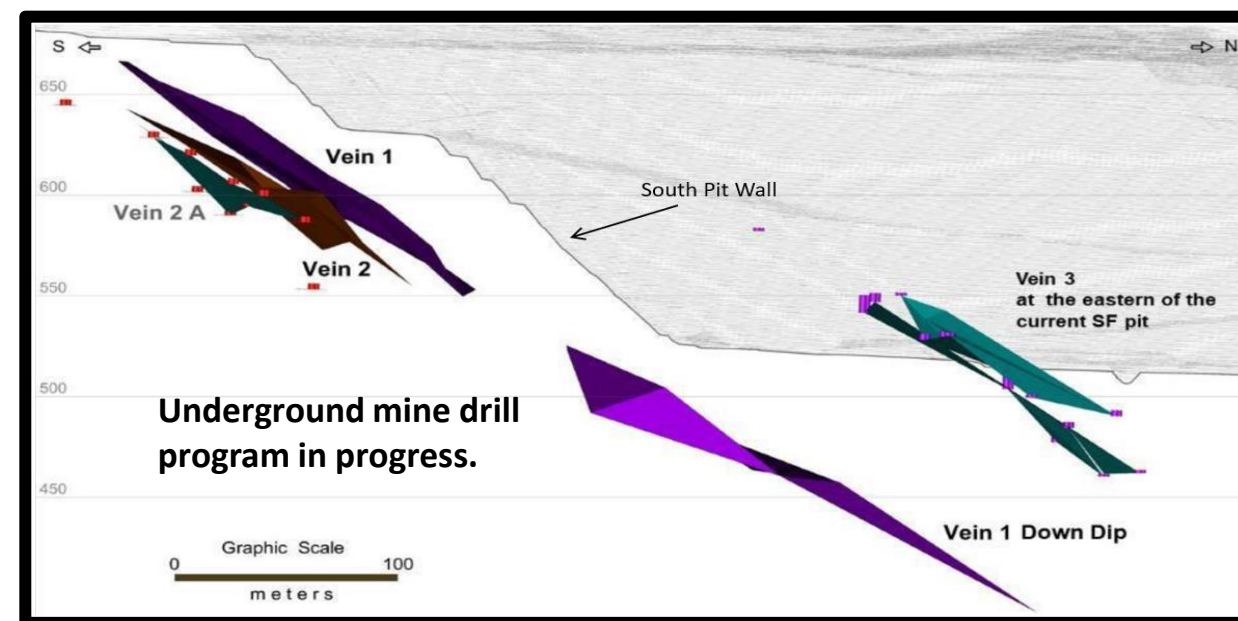 S
N
650
Vein 1
600
South Pit Wall
Vein 2 A
Vein 2
550
Vein 3
at the eastern of the
current SF pit
500
Underground mine drill
program in progress.
450
Vein 1 Down Dip
Graphic Scale
0 100
meters